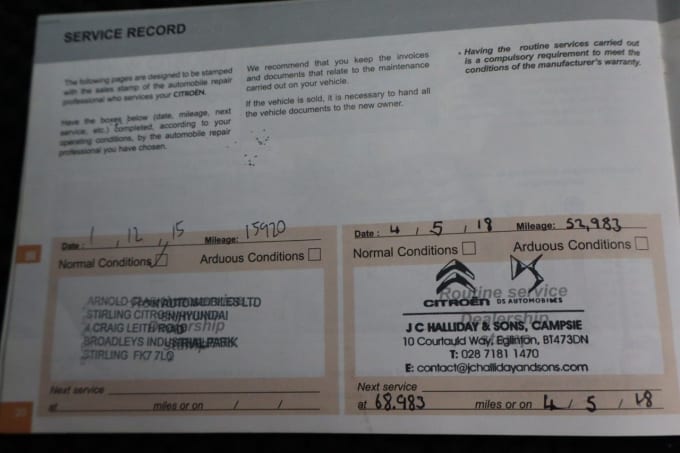 SERVICE RECORD
The following pages are designed to be stamped
with the sales stamp of the automobile repair
professional who services your CITROËN.
Have the boxes below (date, mileage, next
service, etc.) completed, according to your
operating conditions, by the automobile repair
professional you have chosen.
We recommend that you keep the invoices
and documents that relate to the maintenance
carried out on your vehicle.
If the vehicle is sold, it is necessary to hand all
the vehicle documents to the new owner.
• Having the routine services carried out
is a compulsory requirement to meet the
conditions of the manufacturer's warranty.
Date : 1 , 12 , 15 Mileage: 15920
Normal Conditions Arduous Conditions
ARNOLD CLARK AUTOMOBILES LTD
STIRLING CITROEN/HYUNDAI
A CRAIG LEITH ROAD
BROADLEYS INDUSTRIAL PARK
STIRLING FK7 7LQ
Next service
at miles or on / /
Date : 4 / 5 , 18 Mileage: 52,983
Normal Conditions Arduous Conditions
Routine service
CITROËN DS AUTOMOBILES
Dealership
J C HALLIDAY & SONS, CAMPSIE
10 Courtauld Way, Eglinton, BT473DN
T: 028 7181 1470
E: contact@jchallidayandsons.com
Next service
at 68.983 miles or on 4 / 5 / 18